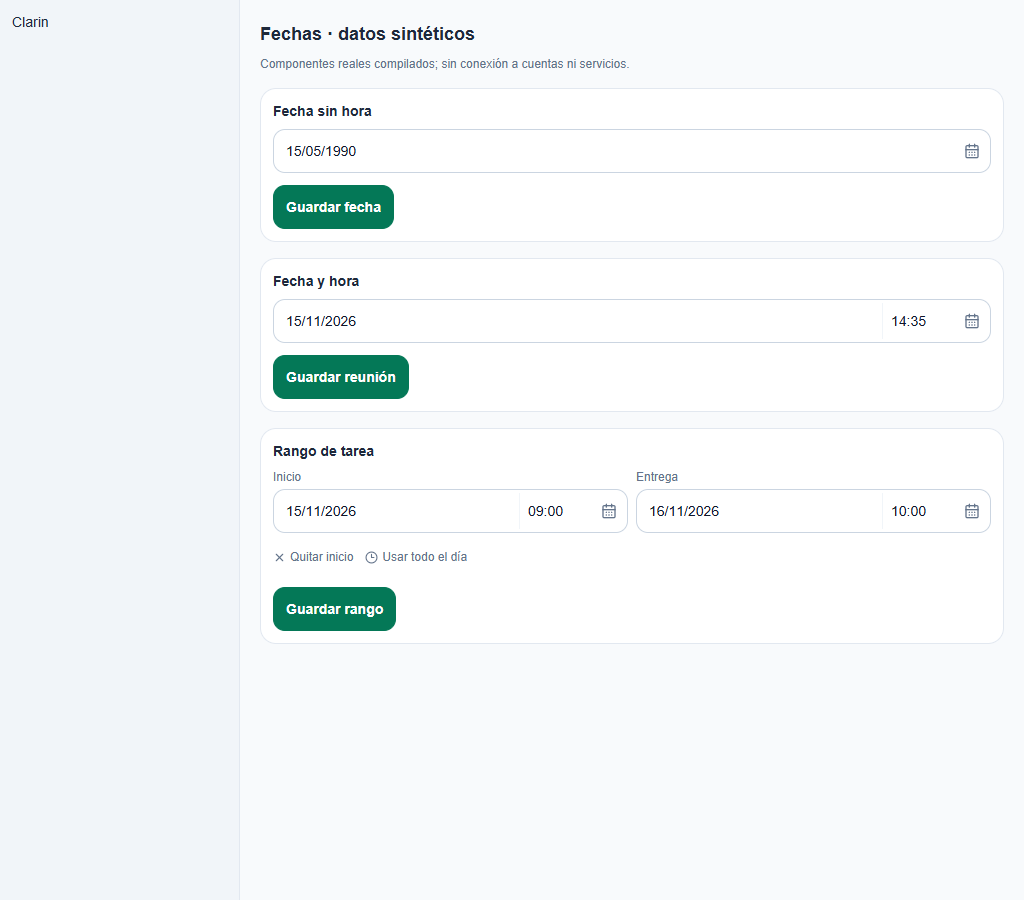 Clarin
Fechas · datos sintéticos
Componentes reales compilados; sin conexión a cuentas ni servicios.
Fecha sin hora
15/05/1990
Guardar fecha
Fecha y hora
15/11/2026 14:35
Guardar reunión
Rango de tarea
Inicio Entrega
15/11/2026 09:00 16/11/2026 10:00
Quitar inicio Usar todo el día
Guardar rango